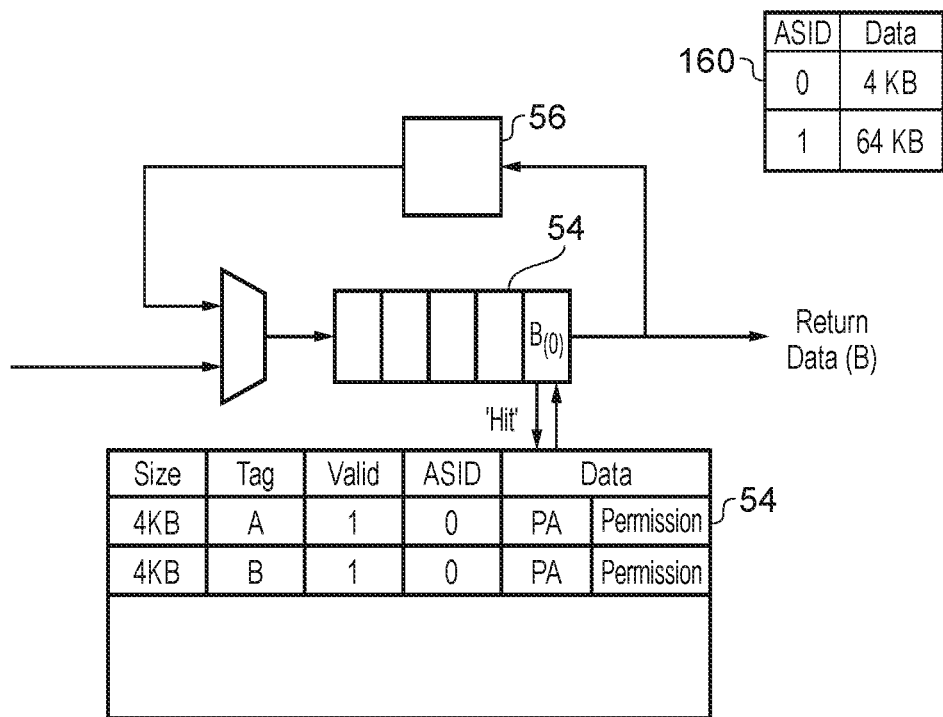 ASID Data
160
0 4 KB
1 64 KB
56
54
B(0)
Return
Data (B)
'Hit'
Size Tag Valid ASID Data
4KB A 1 0 PA Permission
54
4KB B 1 0 PA Permission